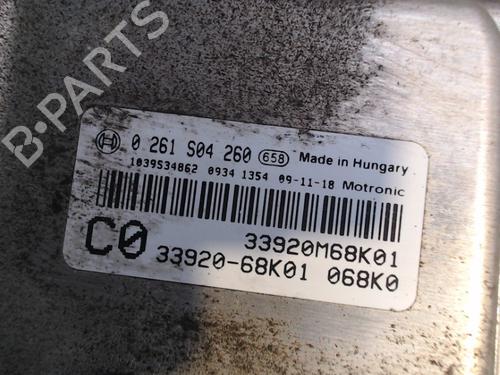 B-PARTS
0 261 S04 260 658 Made in Hungary
1039S34862 0934 1354 09-11-18 Motronic
33920M68K01
C0
33920-68K01 068K0